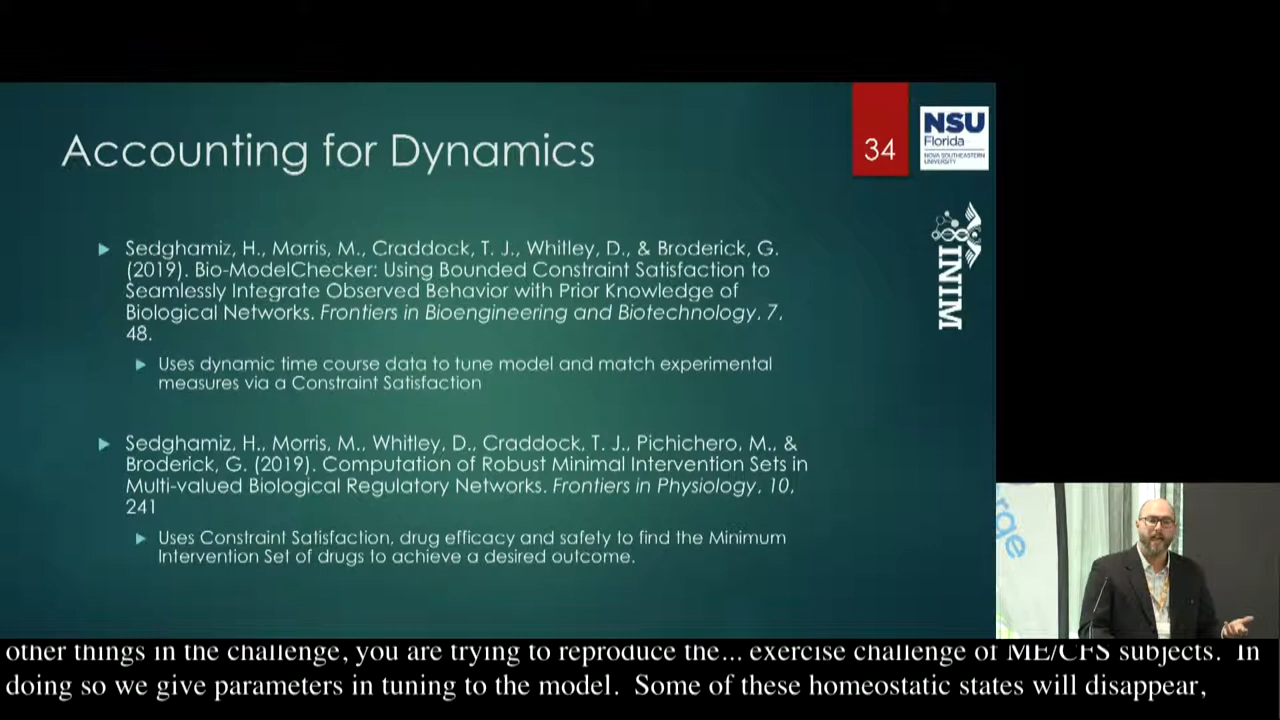 Accounting for Dynamics
34
NSU
Florida
NOVA SOUTHEASTERN
UNIVERSITY
INIM
Sedghamiz, H., Morris, M., Craddock, T. J., Whitley, D., & Broderick, G.
(2019). Bio-ModelChecker: Using Bounded Constraint Satisfaction to
Seamlessly Integrate Observed Behavior with Prior Knowledge of
Biological Networks. Frontiers in Bioengineering and Biotechnology, 7,
48.
Uses dynamic time course data to tune model and match experimental
measures via a Constraint Satisfaction
Sedghamiz, H., Morris, M., Whitley, D., Craddock, T. J., Pichichero, M., &
Broderick, G. (2019). Computation of Robust Minimal Intervention Sets in
Multi-valued Biological Regulatory Networks. Frontiers in Physiology, 10,
241
Uses Constraint Satisfaction, drug efficacy and safety to find the Minimum
Intervention Set of drugs to achieve a desired outcome.
other things in the challenge, you are trying to reproduce the... exercise challenge of ME/CFS subjects. In
doing so we give parameters in tuning to the model. Some of these homeostatic states will disappear,